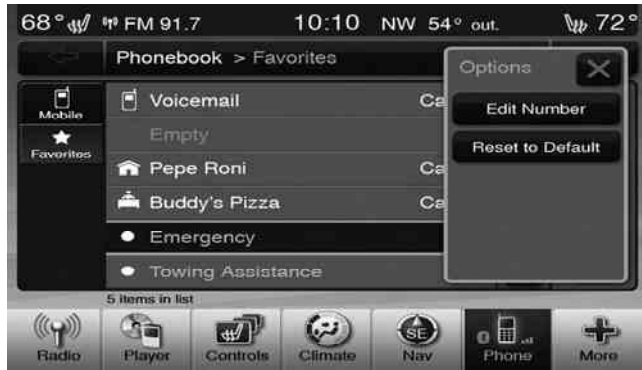 68° FM 91.7 10:10 NW 54° out. 72°
Phonebook > Favorites
Options
Mobile
Voicemail Ca
Edit Number
Favorites
Empty
Reset to Default
Pepe Roni Ca
Buddy's Pizza Ca
Emergency
Towing Assistance
5 items in list
SE
Radio Player Controls Climate Nav Phone More